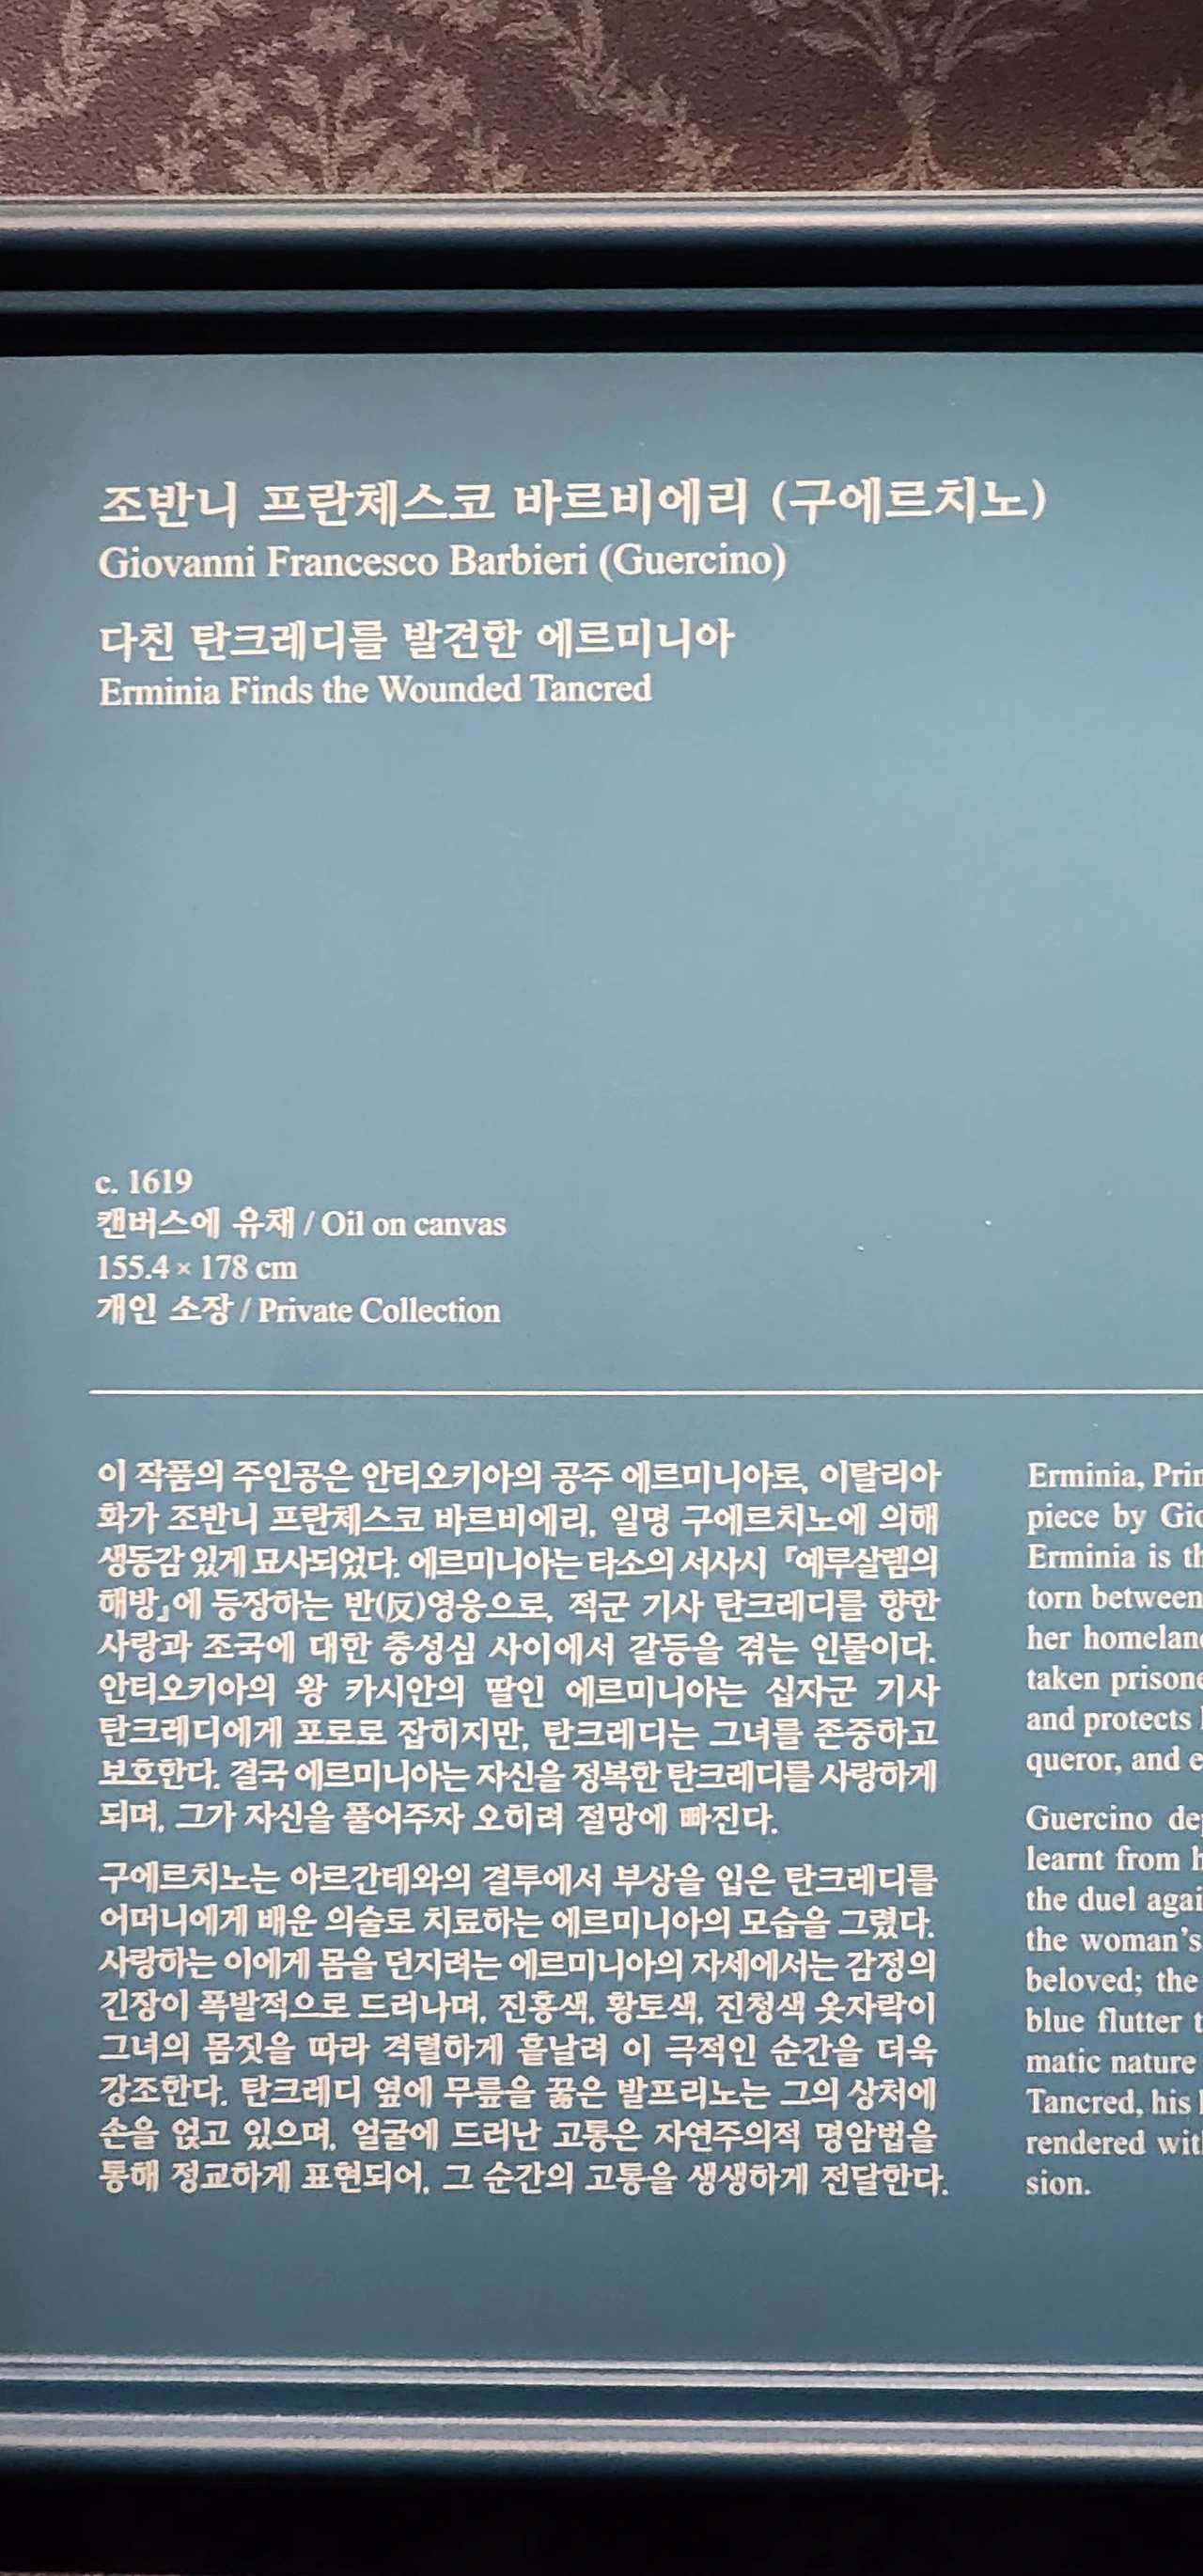 조반니 프란체스코 바르비에리 (구에르치노)
Giovanni Francesco Barbieri (Guercino)
다친 탄크레디를 발견한 에르미니아
Erminia Finds the Wounded Tancred
c. 1619
캔버스에 유채 / Oil on canvas
155.4 × 178 cm
개인 소장 / Private Collection
이 작품의 주인공은 안티오키아의 공주 에르미니아로, 이탈리아
화가 조반니 프란체스코 바르비에리, 일명 구에르치노에 의해
생동감 있게 묘사되었다. 에르미니아는 타소의 서사시 『예루살렘의
해방』에 등장하는 반(反)영웅으로, 적군 기사 탄크레디를 향한
사랑과 조국에 대한 충성심 사이에서 갈등을 겪는 인물이다.
안티오키아의 왕 카시안의 딸인 에르미니아는 십자군 기사
탄크레디에게 포로로 잡히지만, 탄크레디는 그녀를 존중하고
보호한다. 결국 에르미니아는 자신을 정복한 탄크레디를 사랑하게
되며, 그가 자신을 풀어주자 오히려 절망에 빠진다.
구에르치노는 아르간테와의 결투에서 부상을 입은 탄크레디를
어머니에게 배운 의술로 치료하는 에르미니아의 모습을 그렸다.
사랑하는 이에게 몸을 던지려는 에르미니아의 자세에서는 감정의
긴장이 폭발적으로 드러나며, 진홍색, 황토색, 진청색 옷자락이
그녀의 몸짓을 따라 격렬하게 흩날려 이 극적인 순간을 더욱
강조한다. 탄크레디 옆에 무릎을 꿇은 발프리노는 그의 상처에
손을 얹고 있으며, 얼굴에 드러난 고통은 자연주의적 명암법을
통해 정교하게 표현되어, 그 순간의 고통을 생생하게 전달한다.
Erminia, Prin
piece by Gio
Erminia is th
torn between
her homeland
taken prisone
and protects
queror, and e
Guercino de
learnt from h
the duel agai
the woman's
beloved; the
blue flutter t
matic nature
Tancred, his
rendered with
sion.